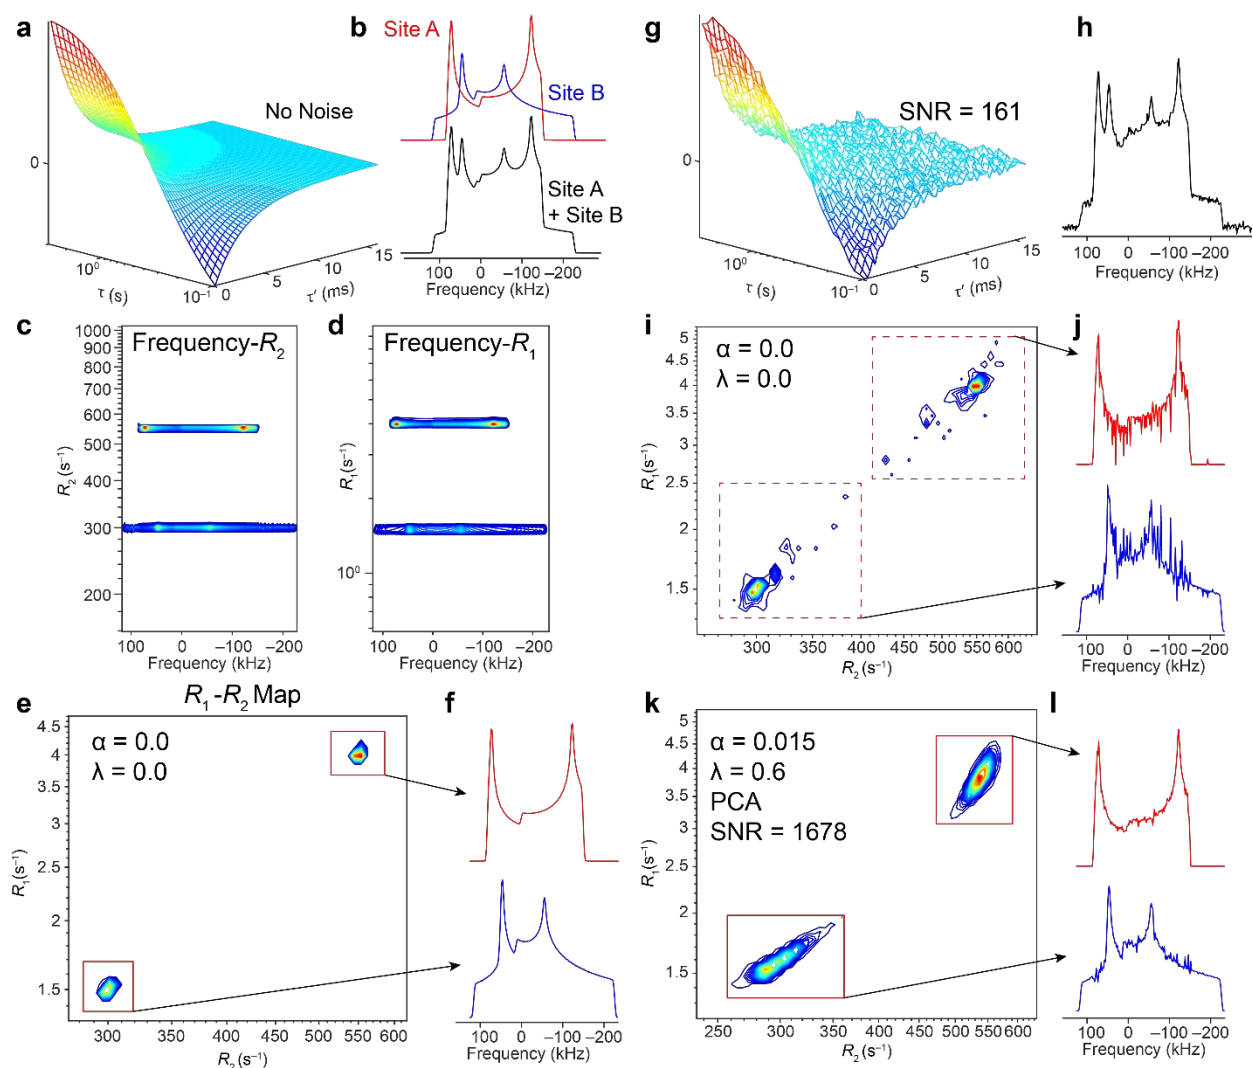 a
No Noise
0
10⁰
τ (s)
10⁻¹
0
5
10
15
τ′ (ms)
b
Site A
Site B
Site A
+ Site B
100 0 −100 −200
Frequency (kHz)
g
SNR = 161
0
10⁰
τ (s)
10⁻¹
0
5
10
15
τ′ (ms)
h
100 0 −100 −200
Frequency (kHz)
c
Frequency-R₂
1000
900
800
700
600
550
500
450
400
350
300
250
200
R₂ (s⁻¹)
100 0 −100 −200
Frequency (kHz)
d
Frequency-R₁
R₁ (s⁻¹)
10⁰
100 0 −100 −200
Frequency (kHz)
i
α = 0.0
λ = 0.0
5
4.5
4
3.5
3
2.5
2
1.5
R₁(s⁻¹)
300 350 400 450 500 550 600
R₂ (s⁻¹)
j
100 0 −100 −200
Frequency (kHz)
R₁-R₂ Map
e
α = 0.0
λ = 0.0
4.5
4
3.5
3
2.5
2
1.5
R₁(s⁻¹)
300 350 400 450 500 550 600
R₂(s⁻¹)
f
100 0 −100 −200
Frequency (kHz)
k
α = 0.015
λ = 0.6
PCA
SNR = 1678
5
4.5
4
3.5
3
2.5
2
1.5
R₁(s⁻¹)
250 300 350 400 450 500 550 600
R₂ (s⁻¹)
l
100 0 −100 −200
Frequency (kHz)